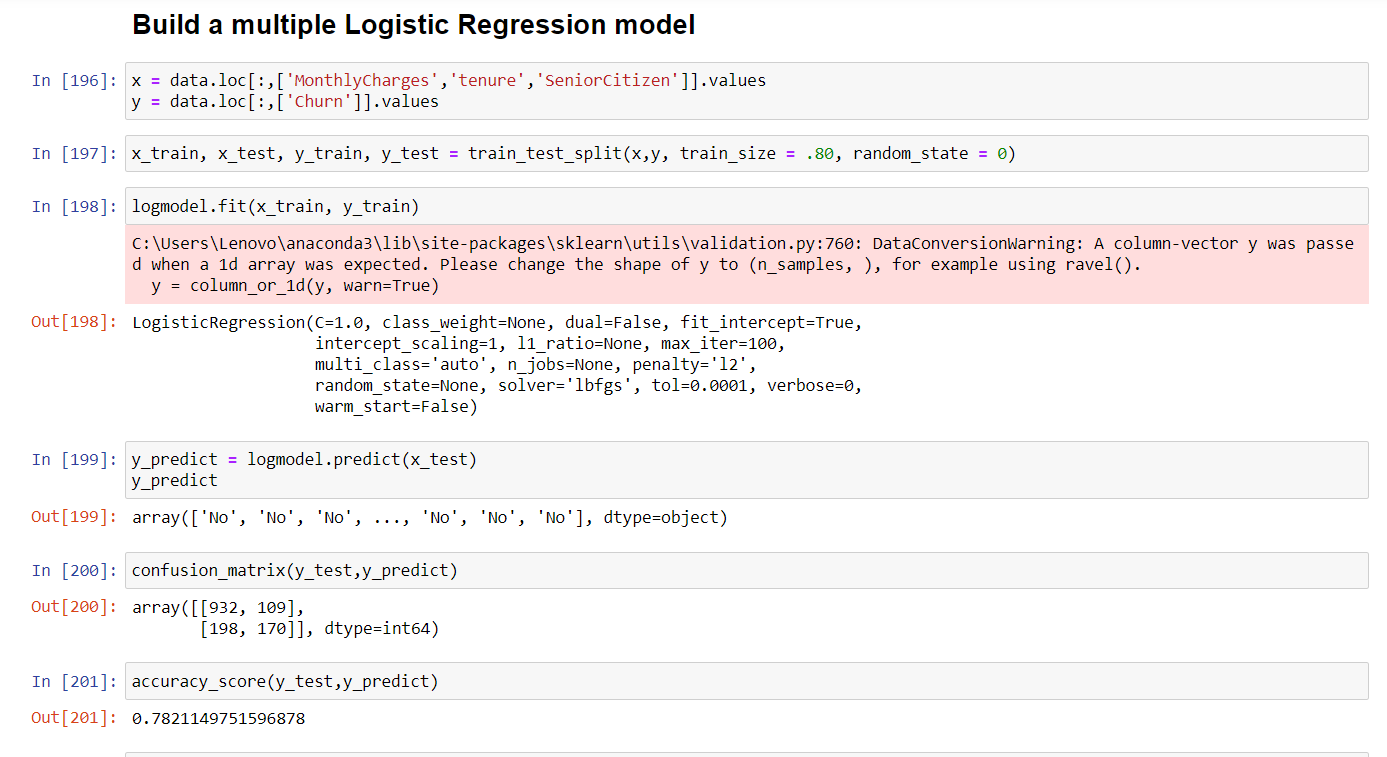 Build a multiple Logistic Regression model
In [196]: x = data.loc[:,['MonthlyCharges','tenure','SeniorCitizen']].values
y = data.loc[:,['Churn']].values
In [197]: x_train, x_test, y_train, y_test = train_test_split(x,y, train_size = .80, random_state = 0)
In [198]: logmodel.fit(x_train, y_train)
C:\Users\Lenovo\anaconda3\lib\site-packages\sklearn\utils\validation.py:760: DataConversionWarning: A column-vector y was passe
d when a 1d array was expected. Please change the shape of y to (n_samples, ), for example using ravel().
  y = column_or_1d(y, warn=True)
Out[198]: LogisticRegression(C=1.0, class_weight=None, dual=False, fit_intercept=True,
                   intercept_scaling=1, l1_ratio=None, max_iter=100,
                   multi_class='auto', n_jobs=None, penalty='l2',
                   random_state=None, solver='lbfgs', tol=0.0001, verbose=0,
                   warm_start=False)
In [199]: y_predict = logmodel.predict(x_test)
y_predict
Out[199]: array(['No', 'No', 'No', ..., 'No', 'No', 'No'], dtype=object)
In [200]: confusion_matrix(y_test,y_predict)
Out[200]: array([[932, 109],
       [198, 170]], dtype=int64)
In [201]: accuracy_score(y_test,y_predict)
Out[201]: 0.7821149751596878